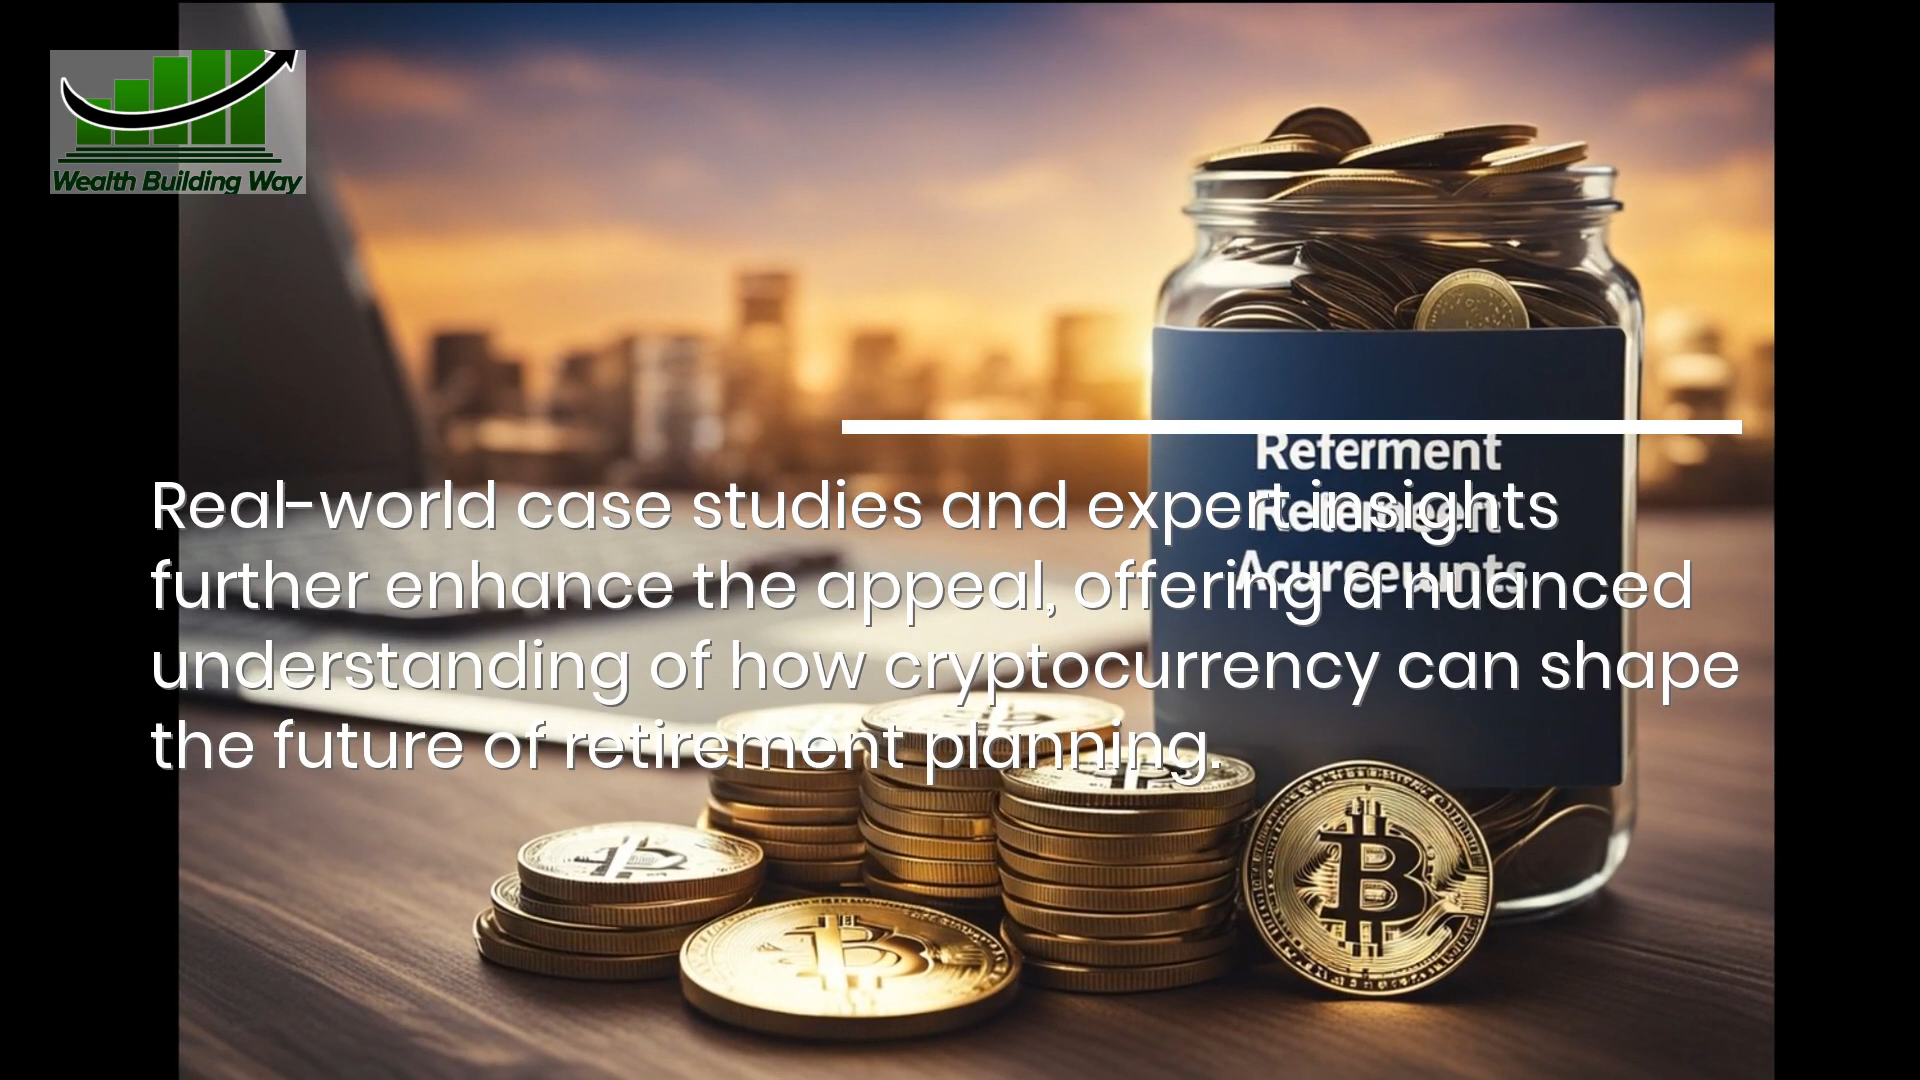 Wealth Building Way
Referment
Real-world case studies and expert insights
further enhance the appeal, offering a nuanced
understanding of how cryptocurrency can shape
the future of retirement planning.